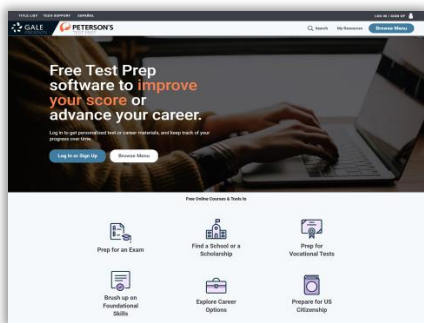 TITLE LIST TECH SUPPORT ESPAÑOL
LOG IN / SIGN UP
GALE
PETERSON'S
TEST PREP
Search My Resources Browse Menu
Free Test Prep
software to improve
your score or
advance your career.
Log in to get personalized test or career materials, and keep track of your
progress over time.
Log In or Sign Up Browse Menu
Free Online Courses & Tools to
Prep for an Exam
Find a School or a
Scholarship
Prep for
Vocational Tests
Brush up on
Foundational
Skills
Explore Career
Options
Prepare for US
Citizenship